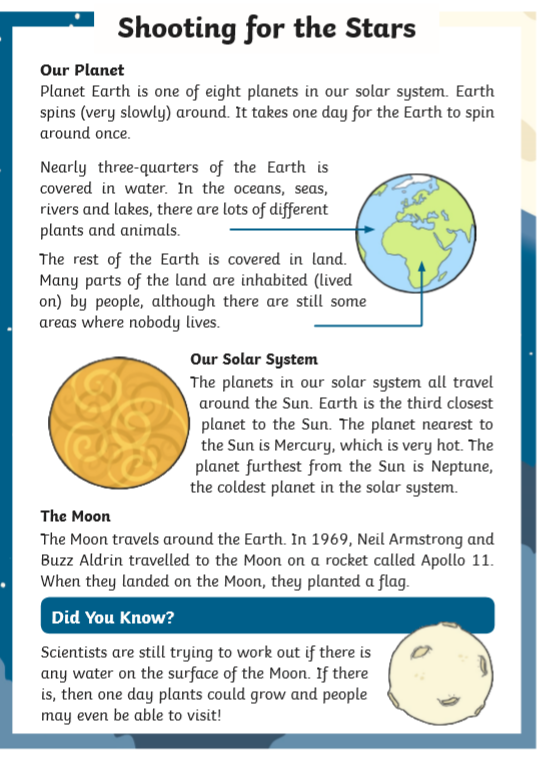 Shooting for the Stars
Our Planet
Planet Earth is one of eight planets in our solar system. Earth
spins (very slowly) around. It takes one day for the Earth to spin
around once.
Nearly three-quarters of the Earth is
covered in water. In the oceans, seas,
rivers and lakes, there are lots of different
plants and animals.
The rest of the Earth is covered in land.
Many parts of the land are inhabited (lived
on) by people, although there are still some
areas where nobody lives.
Our Solar System
The planets in our solar system all travel
around the Sun. Earth is the third closest
planet to the Sun. The planet nearest to
the Sun is Mercury, which is very hot. The
planet furthest from the Sun is Neptune,
the coldest planet in the solar system.
The Moon
The Moon travels around the Earth. In 1969, Neil Armstrong and
Buzz Aldrin travelled to the Moon on a rocket called Apollo 11.
When they landed on the Moon, they planted a flag.
Did You Know?
Scientists are still trying to work out if there is
any water on the surface of the Moon. If there
is, then one day plants could grow and people
may even be able to visit!